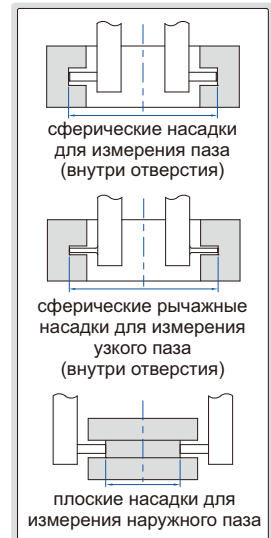 сферические насадки
для измерения паза
(внутри отверстия)
сферические рычажные
насадки для измерения
узкого паза
(внутри отверстия)
плоские насадки для
измерения наружного паза